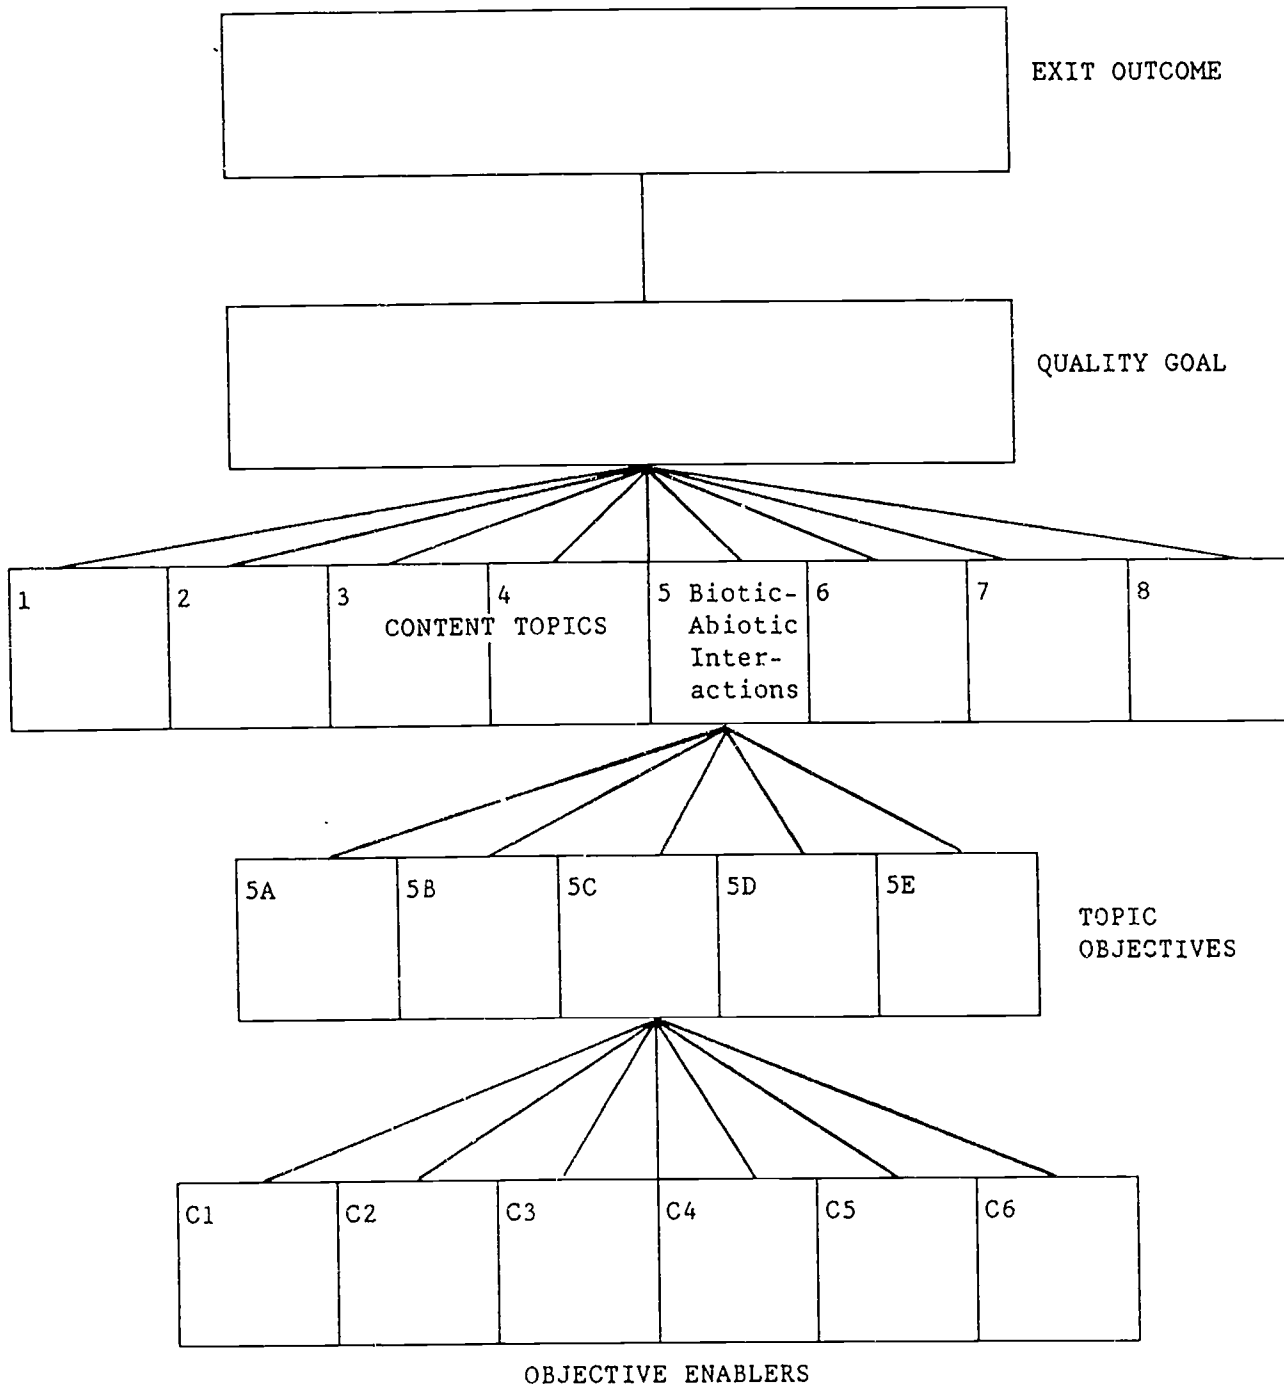 EXIT OUTCOME
QUALITY GOAL
1 2 3 4 5 Biotic- 6 7 8
CONTENT TOPICS Abiotic
Inter-
actions
5A 5B 5C 5D 5E
TOPIC
OBJECTIVES
C1 C2 C3 C4 C5 C6
OBJECTIVE ENABLERS